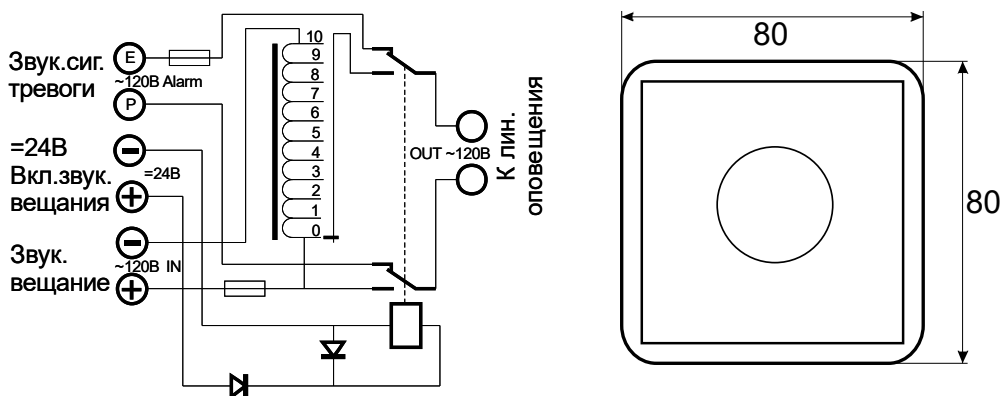 Звук.сиг.
тревоги
E
~120В Alarm
P
=24В
Вкл.звук.
вещания
=24В
Звук.
вещание
~120В IN
10
9
8
7
6
5
4
3
2
1
0
OUT ~120В
К лин.
оповещения
80
80